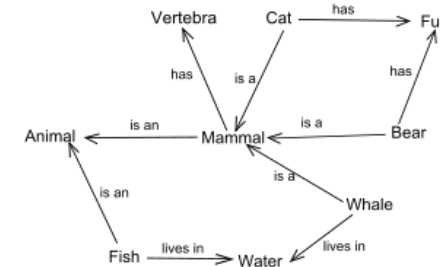 Vertebra
Cat
has
Fu
has
is a
has
Animal
is an
Mammal
is a
Bear
is an
is a
Whale
Fish
lives in
Water
lives in